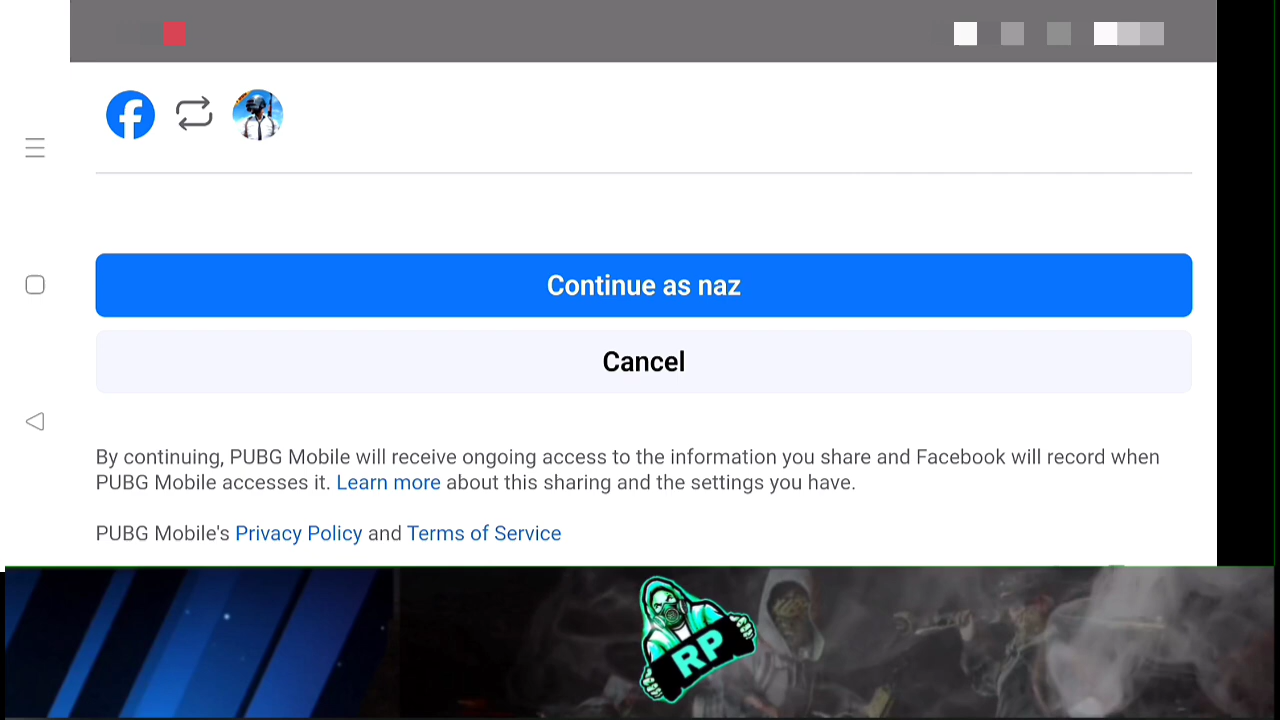 Continue as naz
Cancel
By continuing, PUBG Mobile will receive ongoing access to the information you share and Facebook will record when
PUBG Mobile accesses it. Learn more about this sharing and the settings you have.
PUBG Mobile's Privacy Policy and Terms of Service
RP